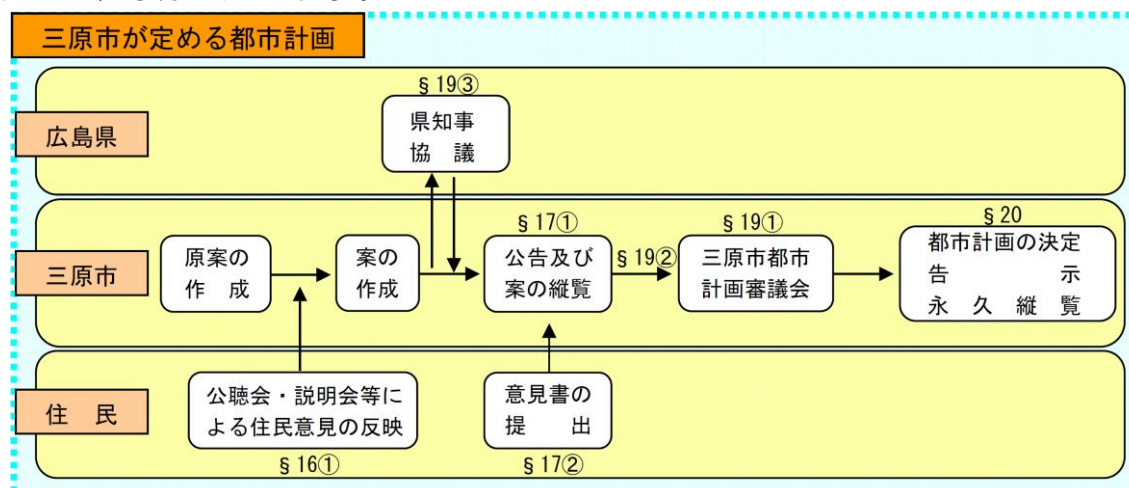 三原市が定める都市計画
広島県
§19③
県知事
協　議
三原市
原案の
作　成
案の
作成
§17①
公告及び
案の縦覧
§19②
§19①
三原市都市
計画審議会
§20
都市計画の決定
告　　　　　示
永　久　縦　覧
住　民
公聴会・説明会等に
よる住民意見の反映
§16①
意見書の
提　　出
§17②